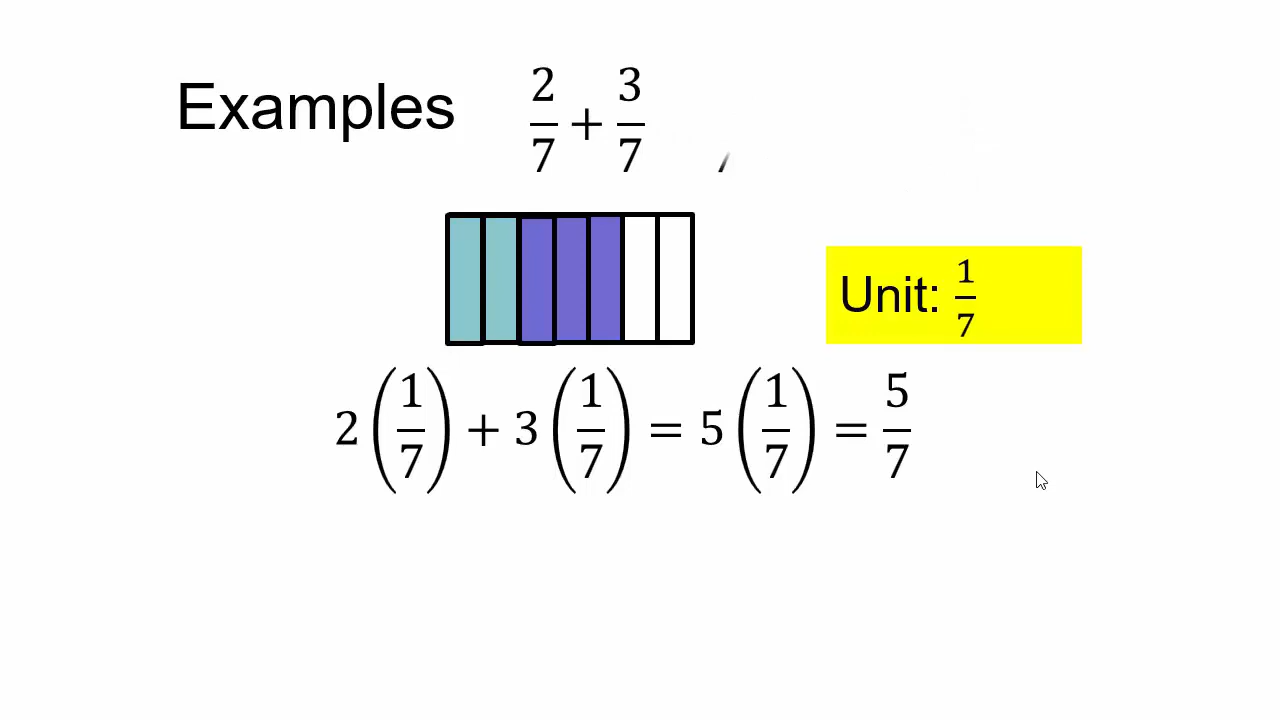 Examples 2/7 + 3/7
Unit: 1/7
2(1/7) + 3(1/7) = 5(1/7) = 5/7